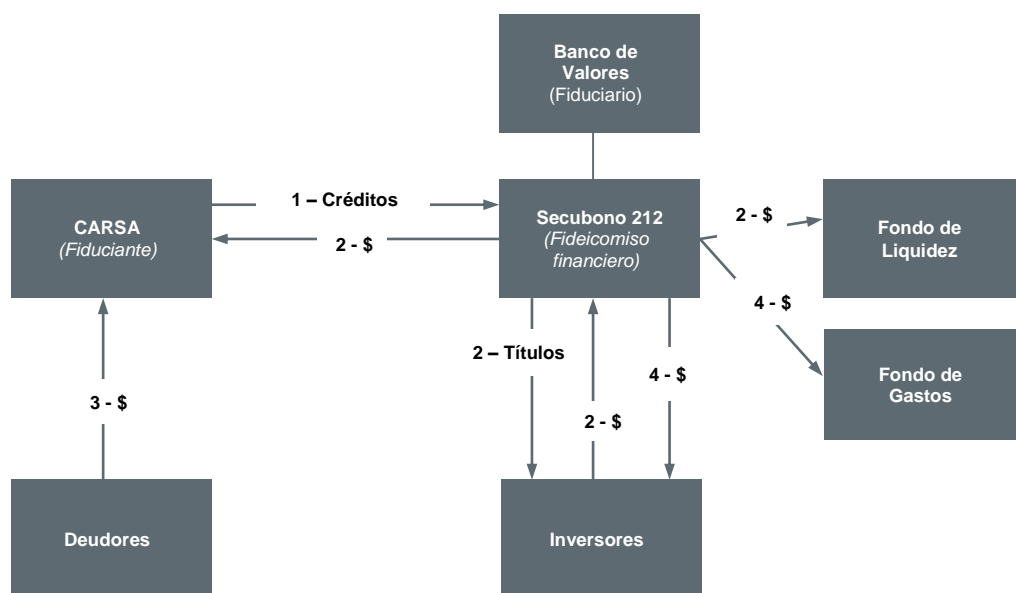 Banco de
Valores
(Fiduciario)
1 – Créditos
CARSA
(Fiduciante)
2 - $
Secubono 212
(Fideicomiso
financiero)
2 - $
Fondo de
Liquidez
4 - $
2 – Títulos
4 - $
Fondo de
Gastos
3 - $
2 - $
Deudores
Inversores